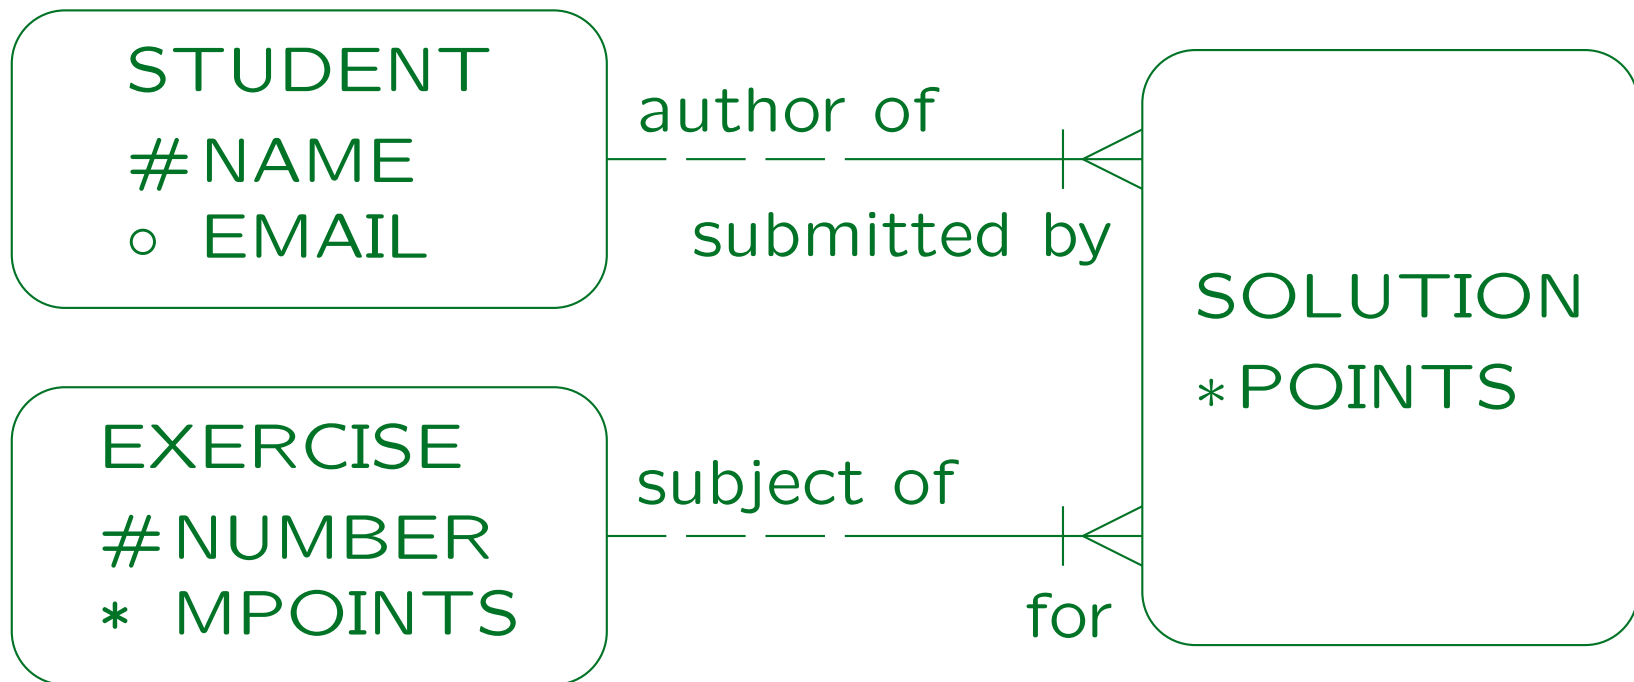 STUDENT
# NAME
○ EMAIL
author of
submitted by
SOLUTION
* POINTS
EXERCISE
# NUMBER
* MPOINTS
subject of
for